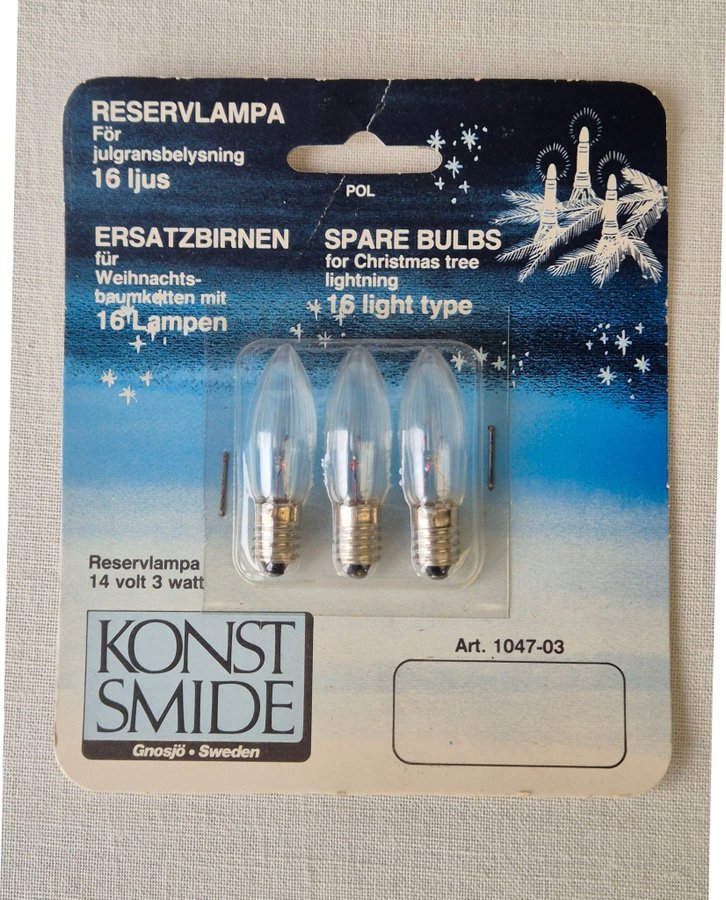 RESERVLAMPA
För
julgransbelysning
16 ljus
POL
ERSATZBIRNEN
für
Weihnachts-
baumketten mit
16 Lampen
SPARE BULBS
for Christmas tree
lightning
16 light type
Reservlampa
14 volt 3 watt
KONST
SMIDE
Gnosjö • Sweden
Art. 1047-03